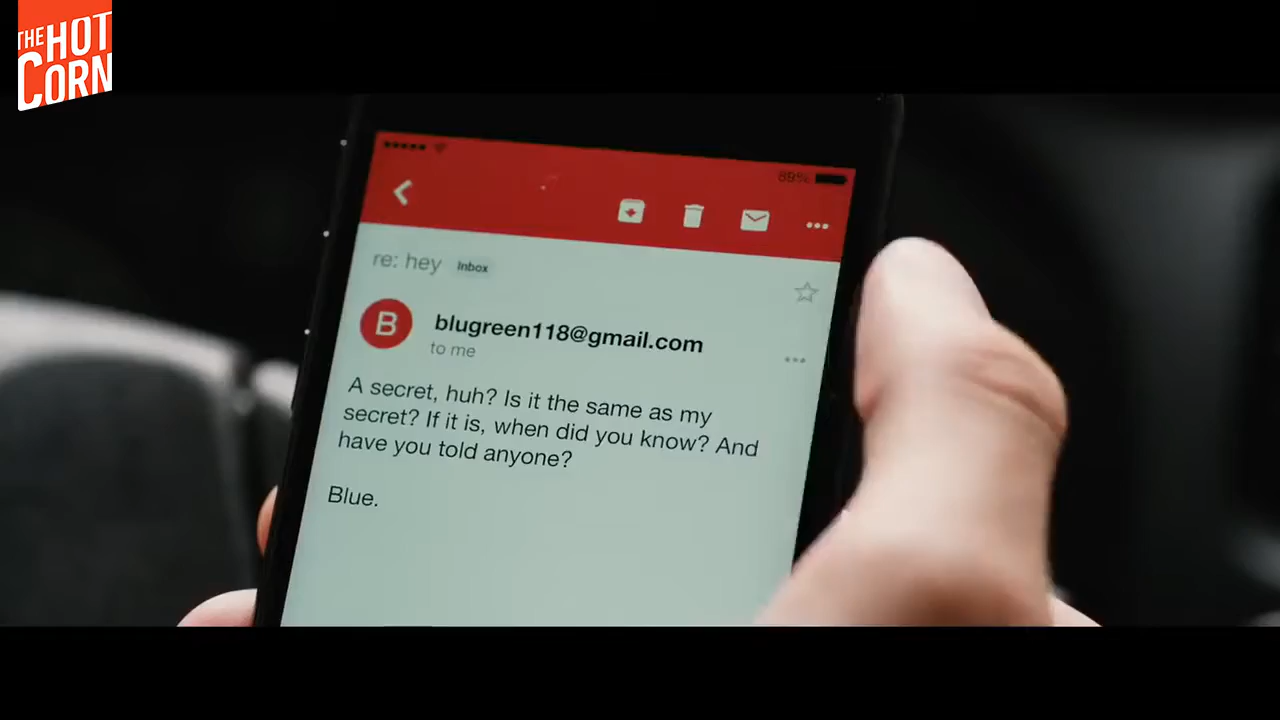 THE HOT
CORN
89%
re: hey Inbox
B
blugreen118@gmail.com
to me
A secret, huh? Is it the same as my
secret? If it is, when did you know? And
have you told anyone?
Blue.